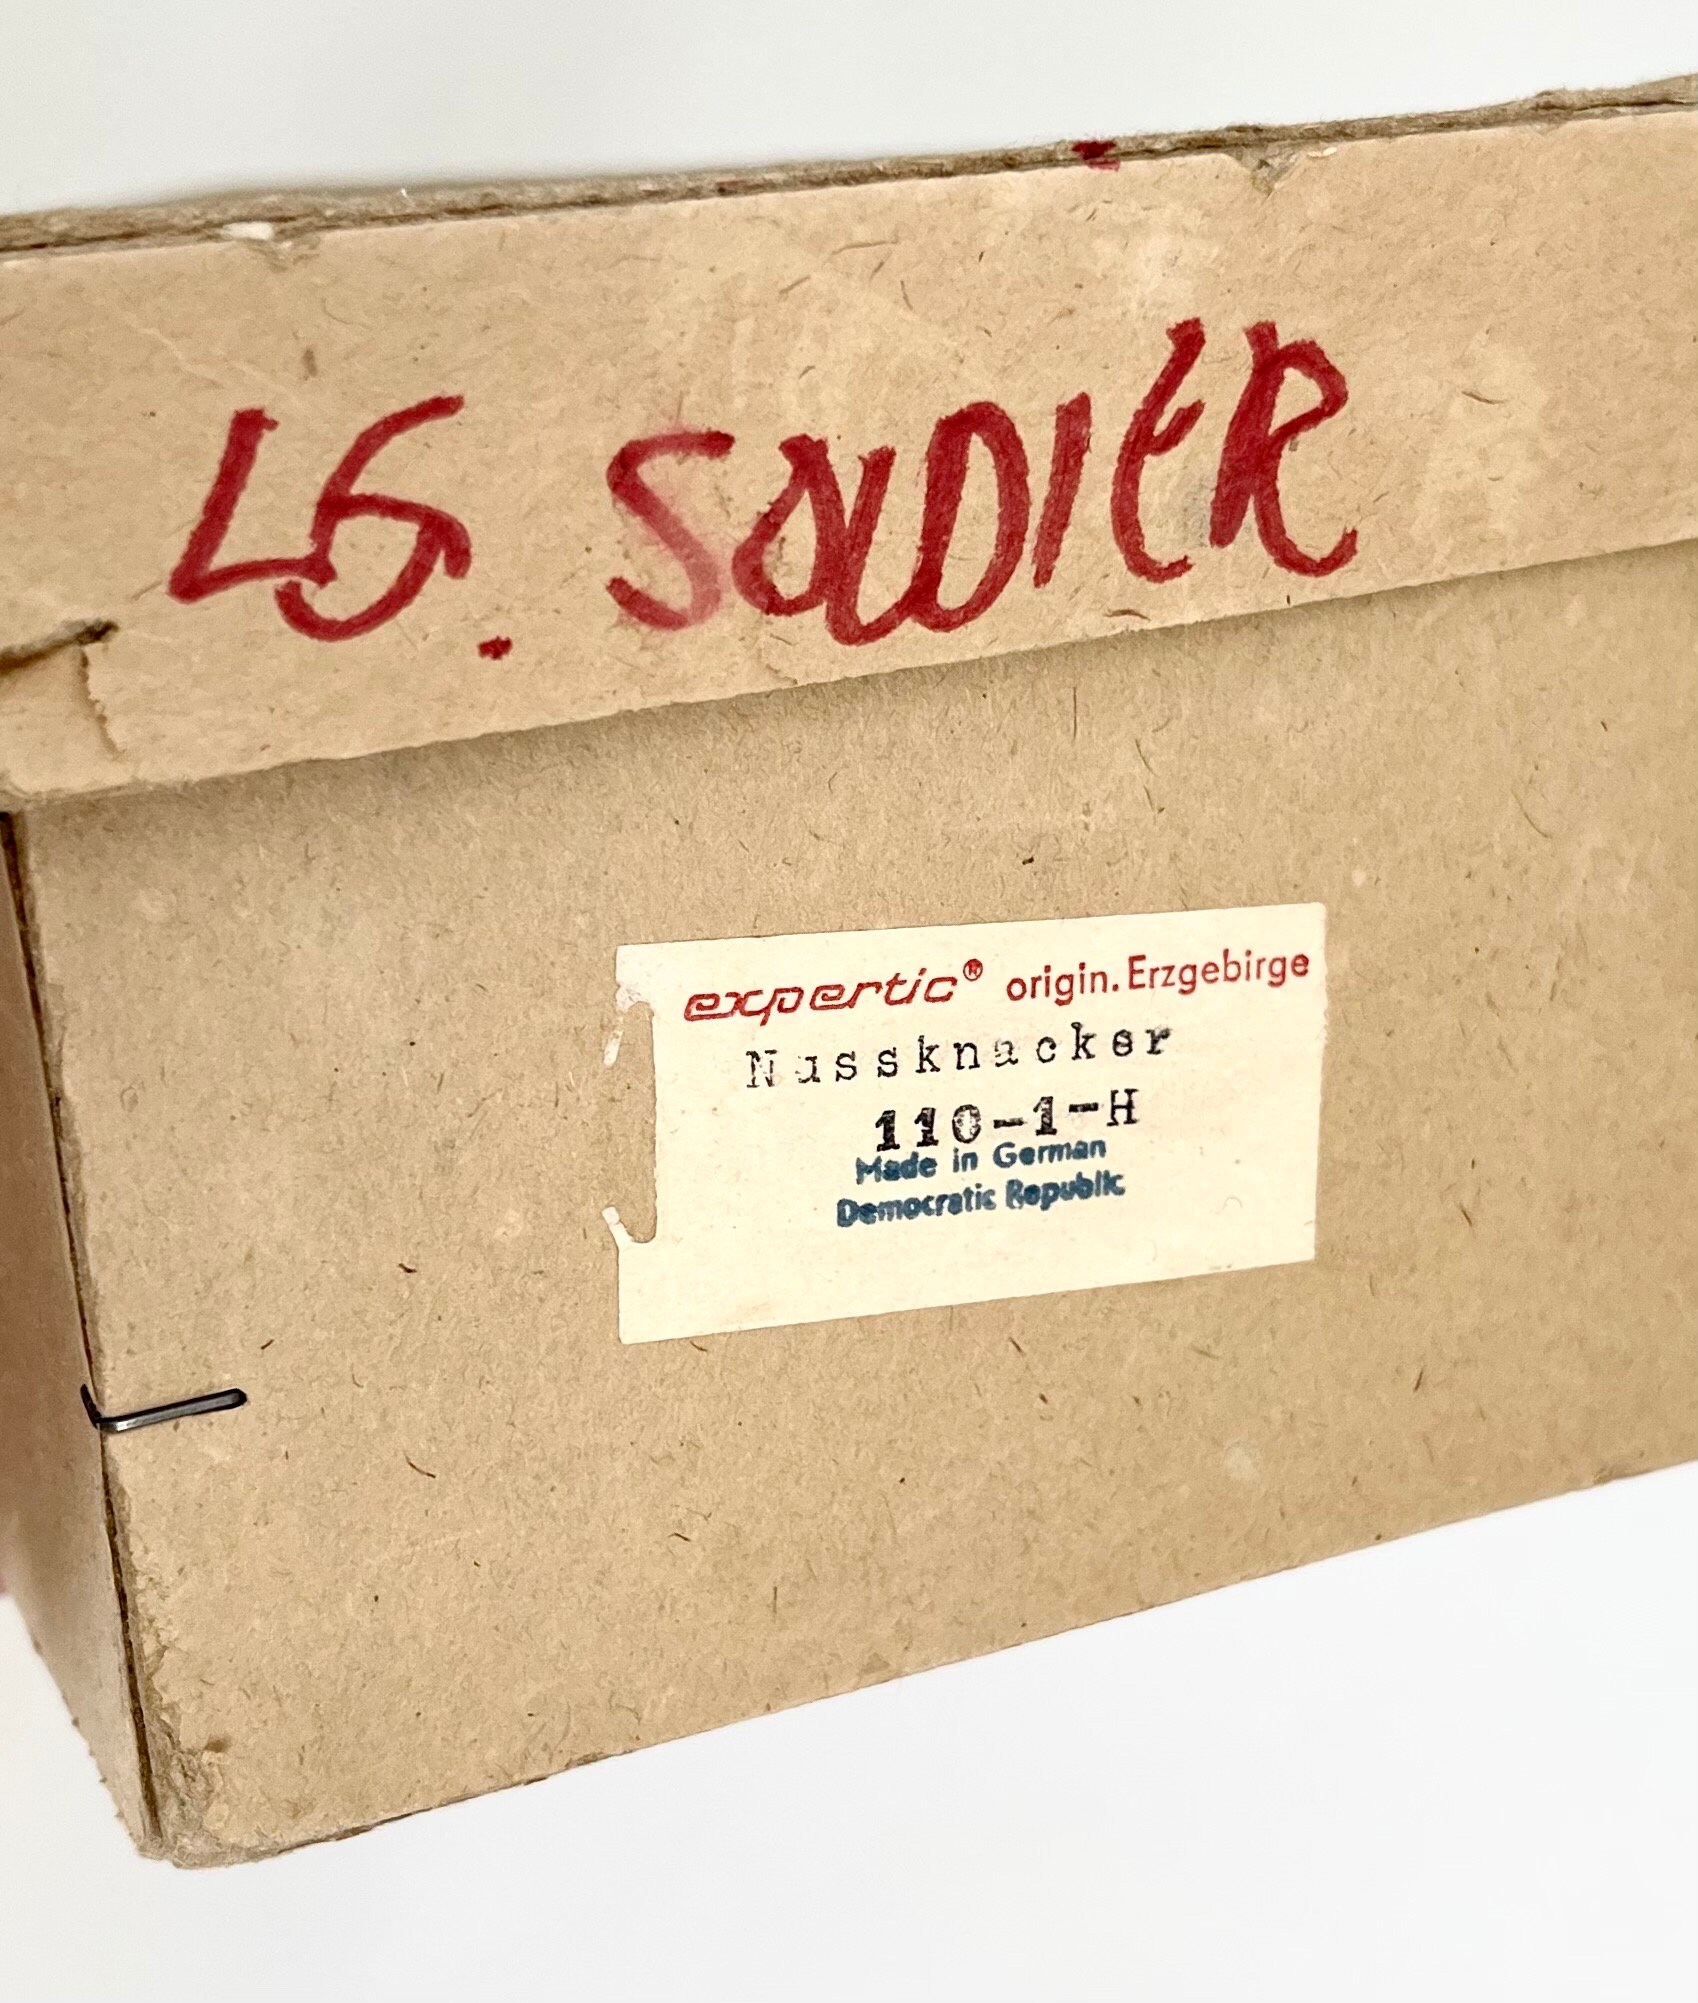 LG. SOLDIER
expertic® origin. Erzgebirge
Nussknacker
110-1-H
Made in German
Democratic Republic